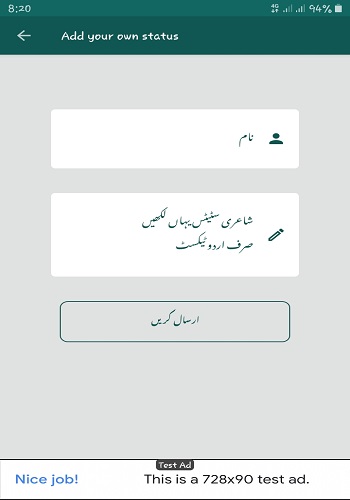 8:20
4G 94%
Add your own status
نام
شاعری سٹیٹس یہاں لکھیں
صرف اردو ٹیکسٹ
ارسال کریں
Test Ad
Nice job!
This is a 728x90 test ad.